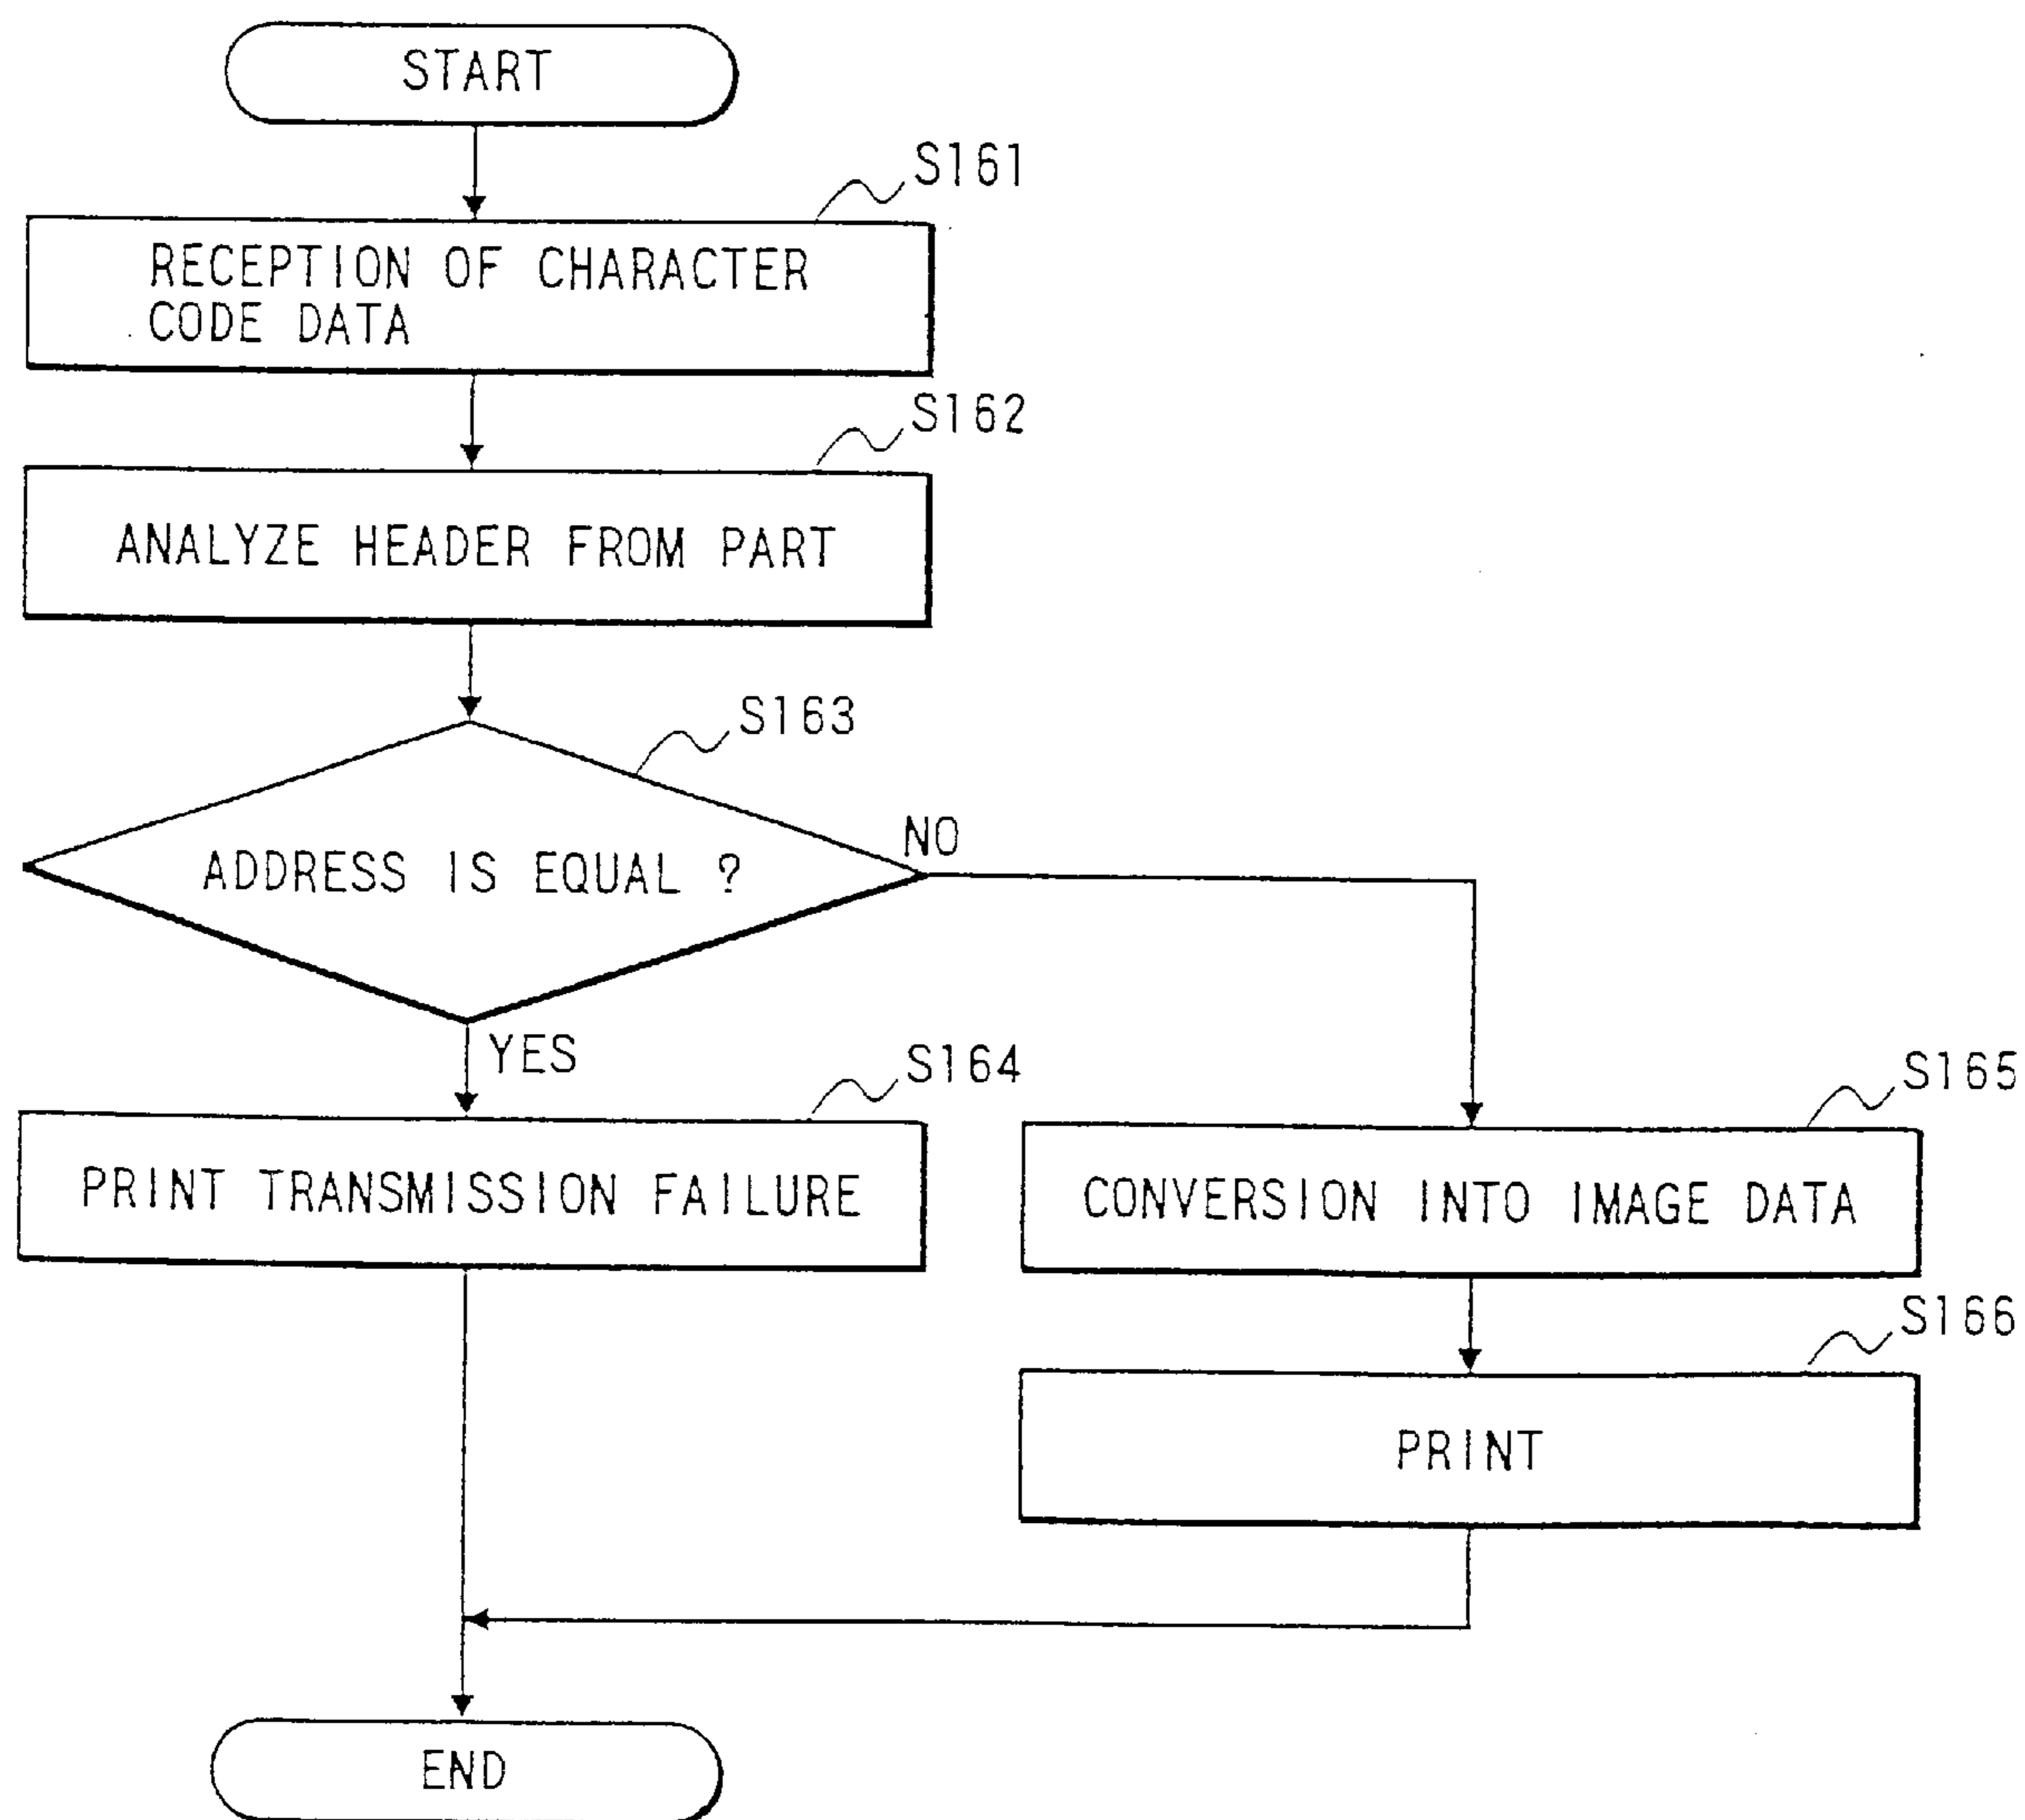 START
S161
RECEPTION OF CHARACTER
CODE DATA
S162
ANALYZE HEADER FROM PART
S163
ADDRESS IS EQUAL ?
NO
YES
S164
S165
PRINT TRANSMISSION FAILURE
CONVERSION INTO IMAGE DATA
S166
PRINT
END